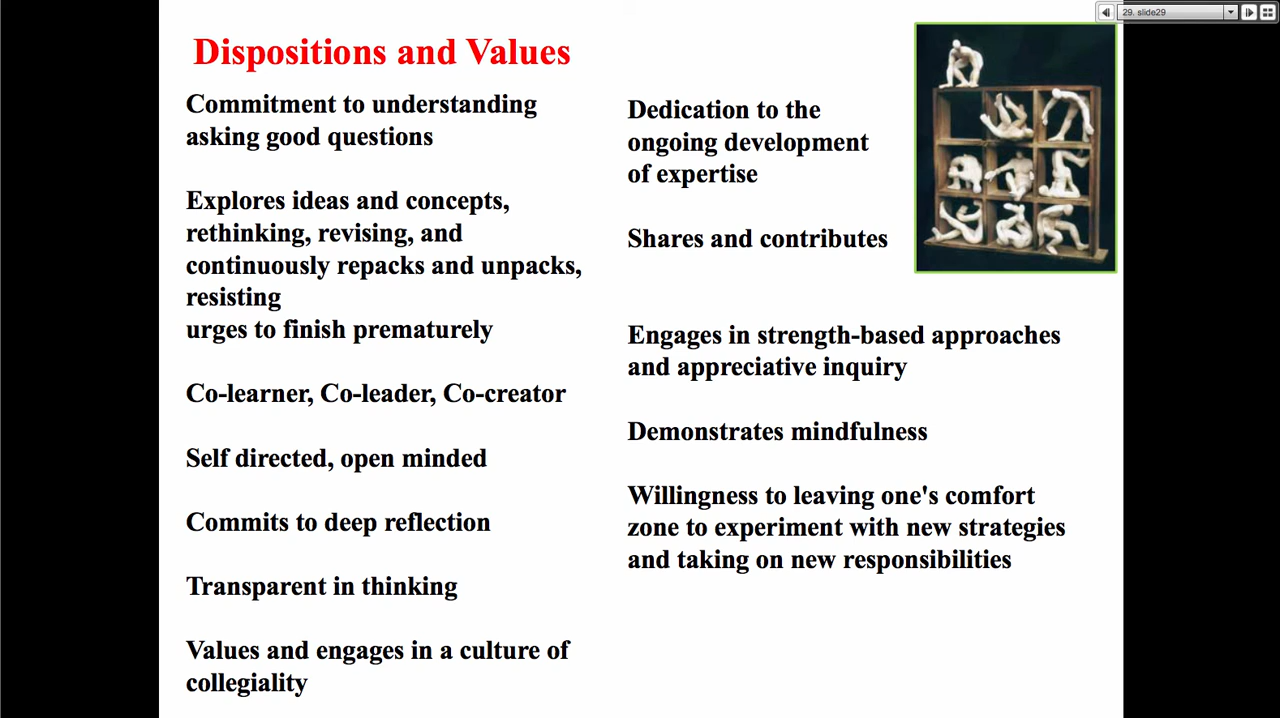 29. slide29
Dispositions and Values
Commitment to understanding
asking good questions
Explores ideas and concepts,
rethinking, revising, and
continuously repacks and unpacks,
resisting
urges to finish prematurely
Co-learner, Co-leader, Co-creator
Self directed, open minded
Commits to deep reflection
Transparent in thinking
Values and engages in a culture of
collegiality
Dedication to the
ongoing development
of expertise
Shares and contributes
Engages in strength-based approaches
and appreciative inquiry
Demonstrates mindfulness
Willingness to leaving one's comfort
zone to experiment with new strategies
and taking on new responsibilities